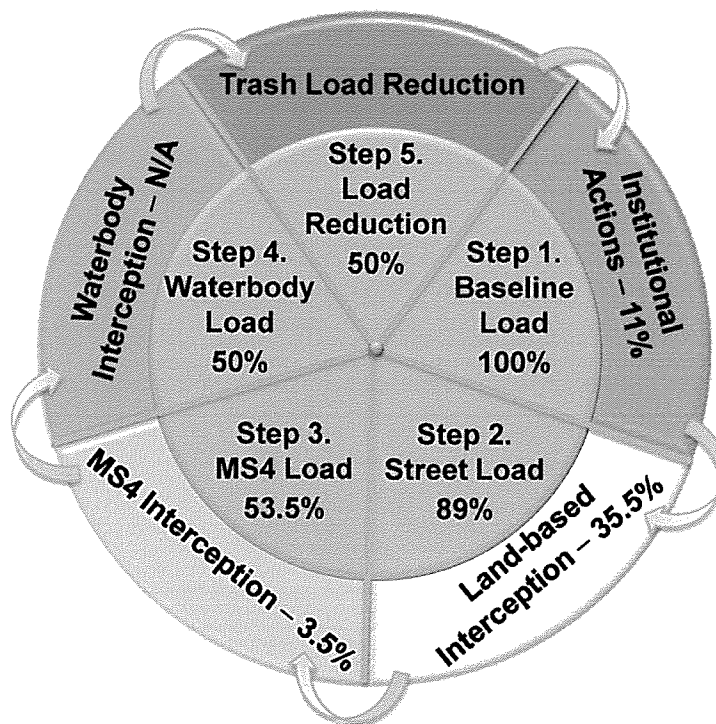 Trash Load Reduction
Step 5.
Load
Reduction
50%
Institutional
Actions – 11%
Step 1.
Baseline
Load
100%
Land-based
Interception – 35.5%
Step 2.
Street Load
89%
MS4 Interception – 3.5%
Step 3.
MS4 Load
53.5%
Waterbody
Interception – N/A
Step 4.
Waterbody
Load
50%